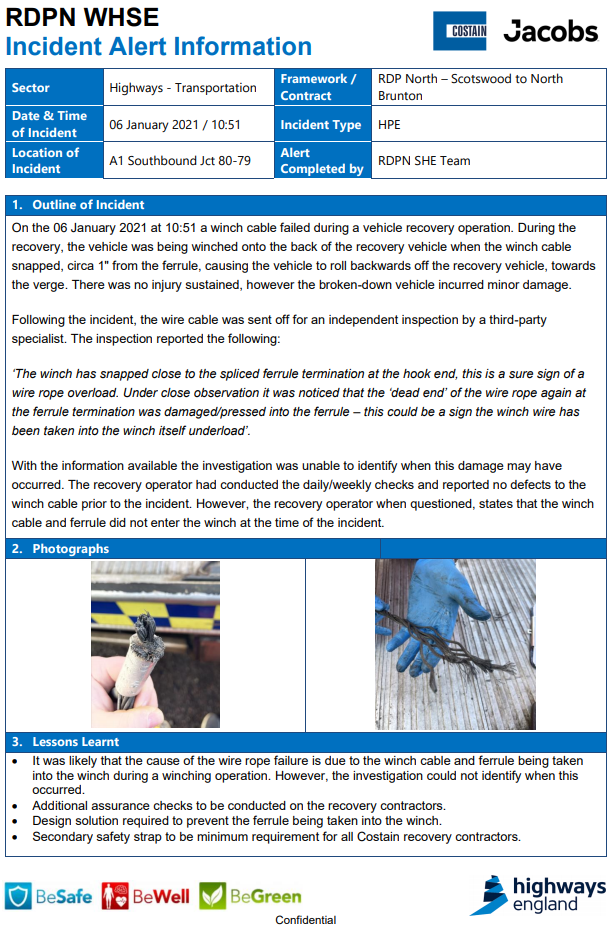 RDPN WHSE
Incident Alert Information
COSTAIN
Jacobs
Sector
Highways - Transportation
Framework /
Contract
RDP North – Scotswood to North
Brunton
Date & Time
of Incident
06 January 2021 / 10:51
Incident Type
HPE
Location of
Incident
A1 Southbound Jct 80-79
Alert
Completed by
RDPN SHE Team
1. Outline of Incident
On the 06 January 2021 at 10:51 a winch cable failed during a vehicle recovery operation. During the
recovery, the vehicle was being winched onto the back of the recovery vehicle when the winch cable
snapped, circa 1" from the ferrule, causing the vehicle to roll backwards off the recovery vehicle, towards
the verge. There was no injury sustained, however the broken-down vehicle incurred minor damage.
Following the incident, the wire cable was sent off for an independent inspection by a third-party
specialist. The inspection reported the following:
‘The winch has snapped close to the spliced ferrule termination at the hook end, this is a sure sign of a
wire rope overload. Under close observation it was noticed that the ‘dead end’ of the wire rope again at
the ferrule termination was damaged/pressed into the ferrule – this could be a sign the winch wire has
been taken into the winch itself underload’.
With the information available the investigation was unable to identify when this damage may have
occurred. The recovery operator had conducted the daily/weekly checks and reported no defects to the
winch cable prior to the incident. However, the recovery operator when questioned, states that the winch
cable and ferrule did not enter the winch at the time of the incident.
2. Photographs
3. Lessons Learnt
• It was likely that the cause of the wire rope failure is due to the winch cable and ferrule being taken
into the winch during a winching operation. However, the investigation could not identify when this
occurred.
• Additional assurance checks to be conducted on the recovery contractors.
• Design solution required to prevent the ferrule being taken into the winch.
• Secondary safety strap to be minimum requirement for all Costain recovery contractors.
BeSafe
BeWell
BeGreen
highways
england
Confidential